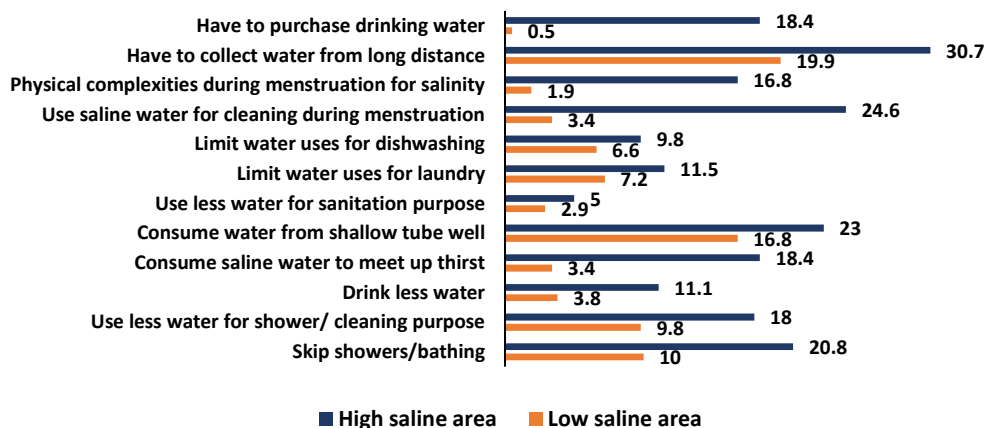 Have to purchase drinking water 18.4
0.5
Have to collect water from long distance 30.7
19.9
Physical complexities during menstruation for salinity 16.8
1.9
Use saline water for cleaning during menstruation 24.6
3.4
Limit water uses for dishwashing 9.8
6.6
Limit water uses for laundry 11.5
7.2
Use less water for sanitation purpose 5
2.9
Consume water from shallow tube well 23
16.8
Consume saline water to meet up thirst 18.4
3.4
Drink less water 11.1
3.8
Use less water for shower/ cleaning purpose 18
9.8
Skip showers/bathing 20.8
10
High saline area Low saline area